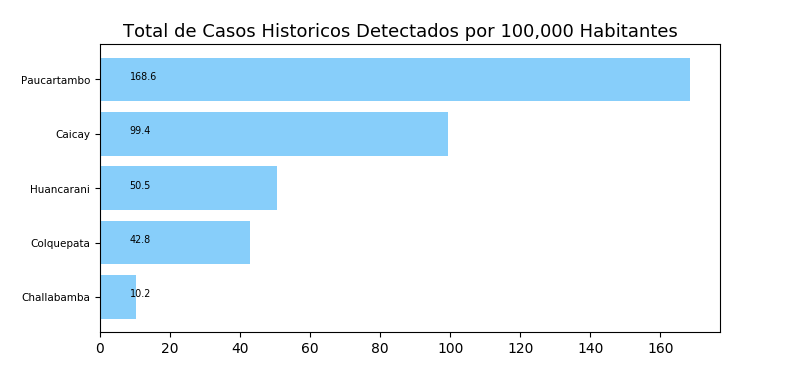 Total de Casos Historicos Detectados por 100,000 Habitantes
Paucartambo 168.6
Caicay 99.4
Huancarani 50.5
Colquepata 42.8
Challabamba 10.2
0 20 40 60 80 100 120 140 160